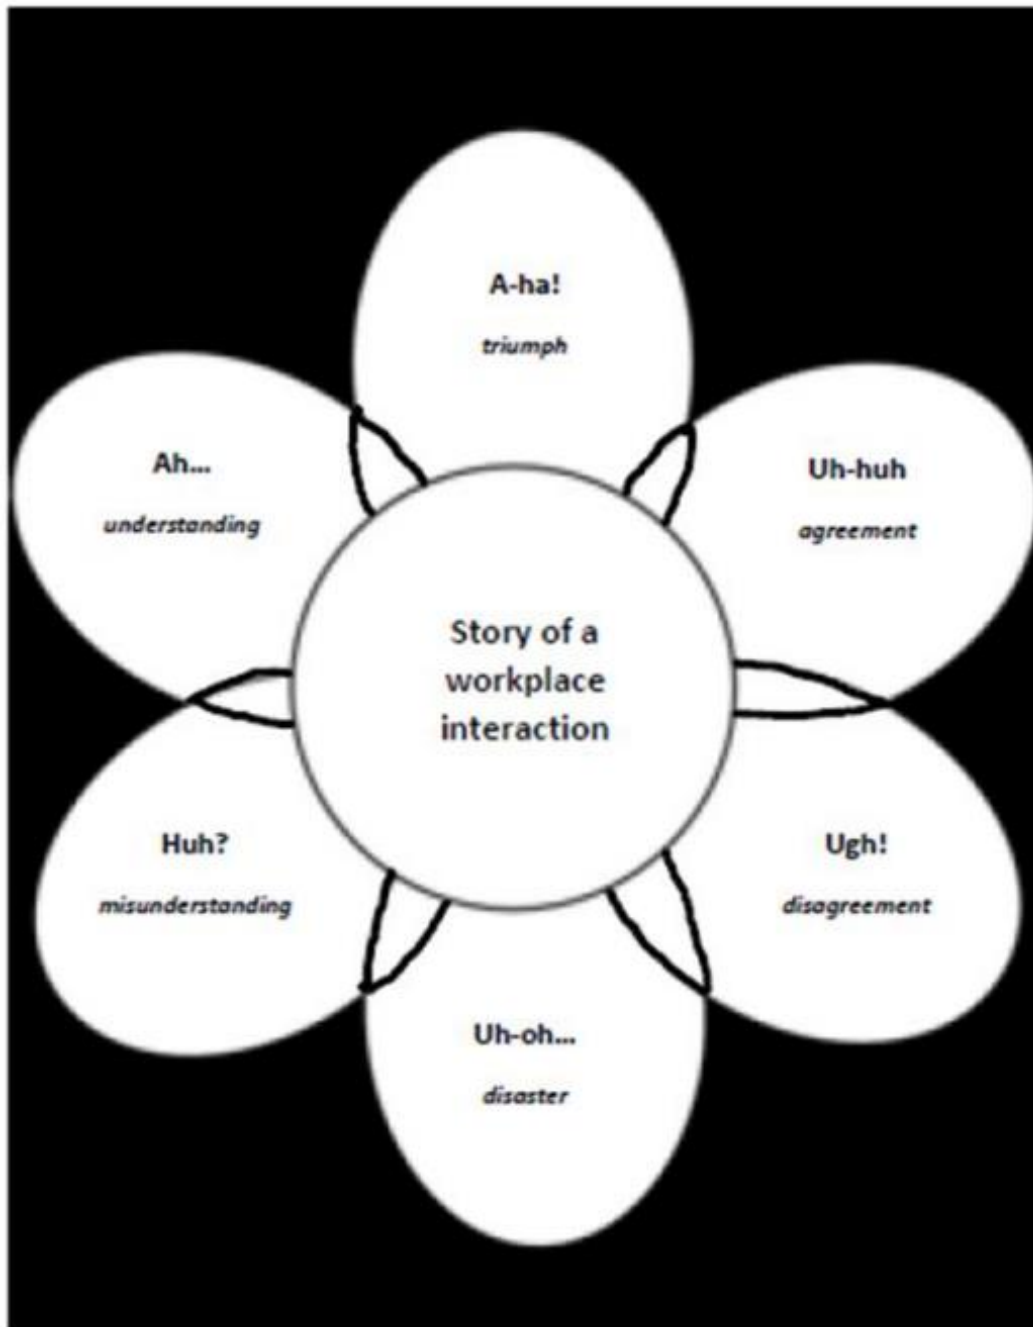 A-ha!
triumph
Ah...
understanding
Uh-huh
agreement
Story of a
workplace
interaction
Huh?
misunderstanding
Ugh!
disagreement
Uh-oh...
disaster